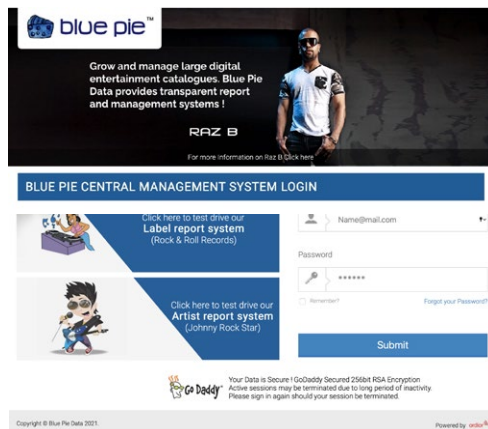 blue pie™
Grow and manage large digital
entertainment catalogues. Blue Pie
Data provides transparent report
and management systems !
RAZ B
For more information on Raz B Click here
BLUE PIE CENTRAL MANAGEMENT SYSTEM LOGIN
Click here to test drive our
Label report system
(Rock & Roll Records)
Name@mail.com
Password
Remember?
Forgot your Password?
Click here to test drive our
Artist report system
(Johnny Rock Star)
Submit
Go Daddy
Your Data is Secure ! GoDaddy Secured 256bit RSA Encryption
Active sessions may be terminated due to long period of inactivity.
Please sign in again should your session be terminated.
Copyright © Blue Pie Data 2021.
Powered by order